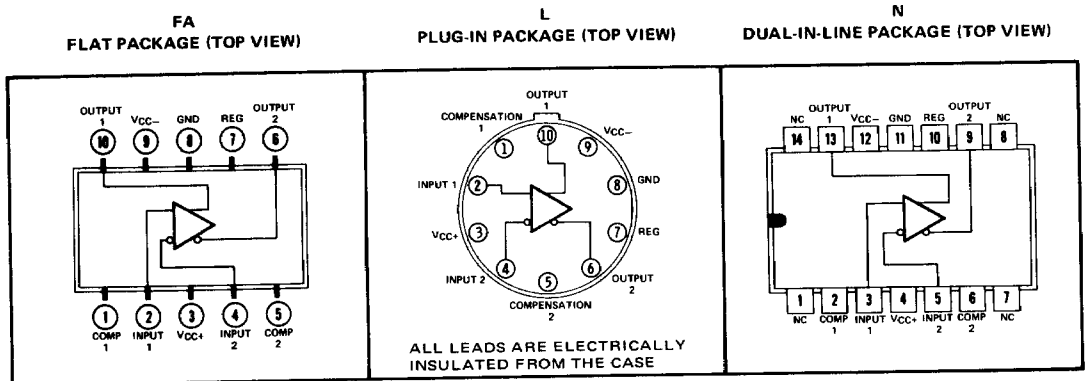 FA
FLAT PACKAGE (TOP VIEW)
OUTPUT
1
VCC−
GND
REG
OUTPUT
2
10
9
8
7
6
1
2
3
4
5
COMP
1
INPUT
1
VCC+
INPUT
2
COMP
2
L
PLUG-IN PACKAGE (TOP VIEW)
OUTPUT
1
COMPENSATION
1
10
VCC−
1
9
INPUT 1
2
8
GND
VCC+
3
7
REG
INPUT 2
4
5
6
OUTPUT
2
COMPENSATION
2
ALL LEADS ARE ELECTRICALLY
INSULATED FROM THE CASE
N
DUAL-IN-LINE PACKAGE (TOP VIEW)
NC
OUTPUT
1
VCC−
GND
REG
OUTPUT
2
NC
14
13
12
11
10
9
8
1
2
3
4
5
6
7
NC
COMP
1
INPUT
1
VCC+
INPUT
2
COMP
2
NC